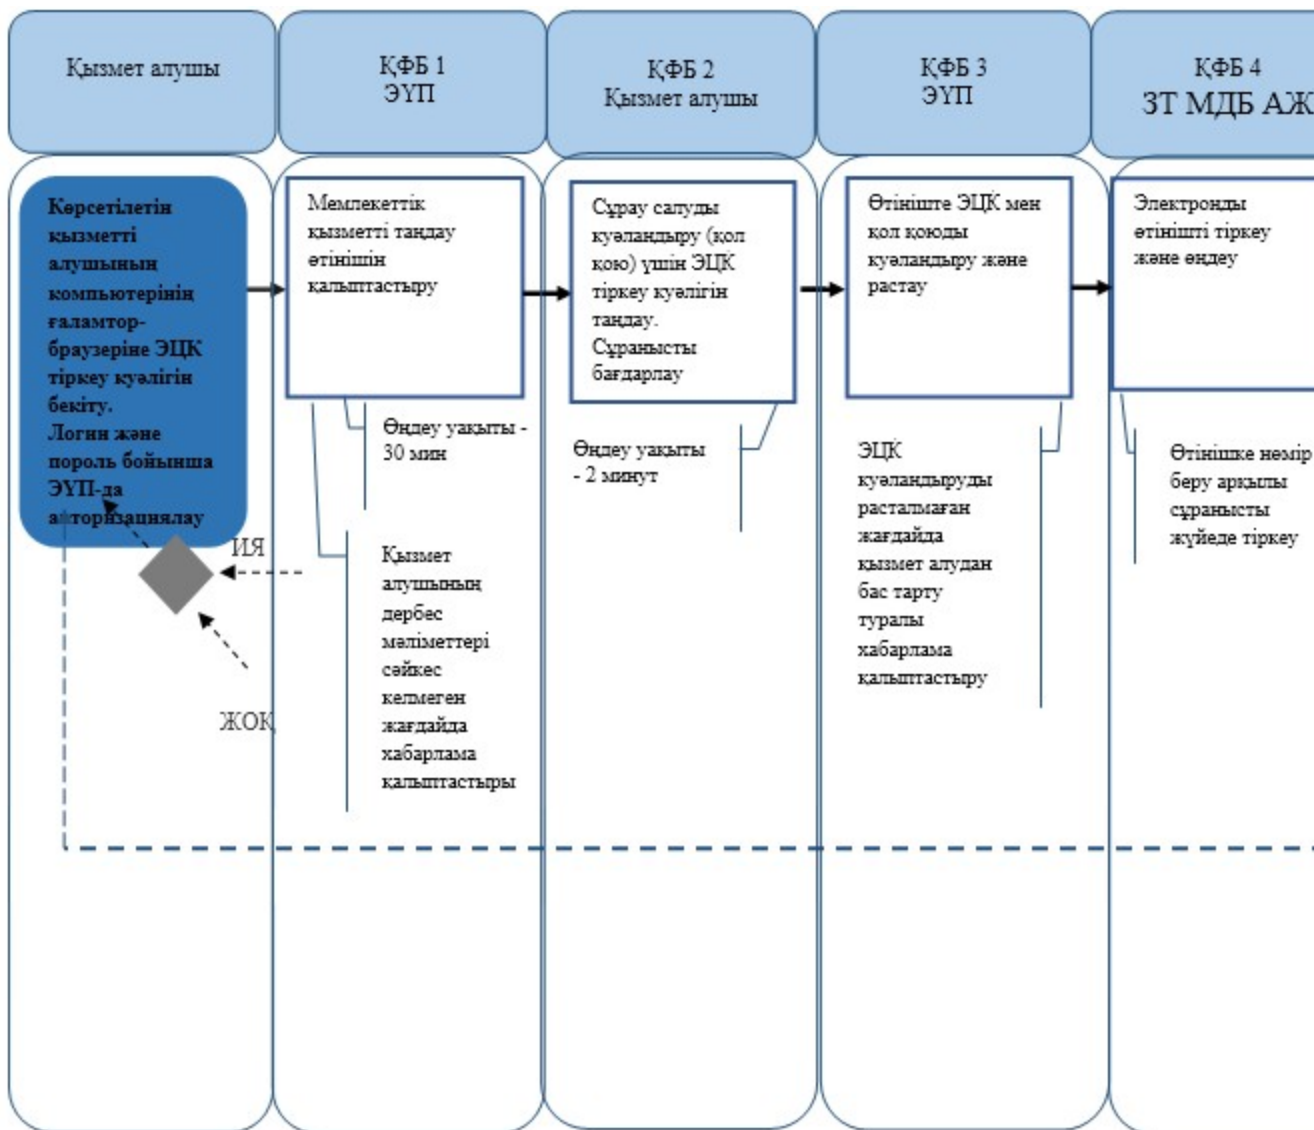 Қызмет алушы
ҚФБ 1
ЭҮП
ҚФБ 2
Қызмет алушы
ҚФБ 3
ЭҮП
ҚФБ 4
ЗТ МДБ АЖ
Көрсетілетін
қызметті
алушының
компьютерінің
ғаламтор-
браузеріне ЭЦК
тіркеу куәлігін
бекіту.
Логин және
пороль бойынша
ЭҮП-да
авторизациялау
ИЯ
ЖОҚ
Мемлекеттік
қызметті таңдау
өтінішін
қалыптастыру
Өңдеу уақыты -
30 мин
Қызмет
алушының
дербес
мәліметтері
сәйкес
келмеген
жағдайда
хабарлама
қалыптастыры
Сұрау салуды
куәландыру (қол
қою) үшін ЭЦҚ
тіркеу куәлігін
таңдау.
Сұранысты
бағдарлау
Өңдеу уақыты
- 2 минут
Өтініште ЭЦҚ мен
қол қоюды
куәландыру және
растау
ЭЦҚ
куәландыруды
расталмаған
жағдайда
қызмет алудан
бас тарту
туралы
хабарлама
қалыптастыру
Электронды
өтінішті тіркеу
және өңдеу
Өтінішке нөмір
беру арқылы
сұранысты
жүйеде тіркеу